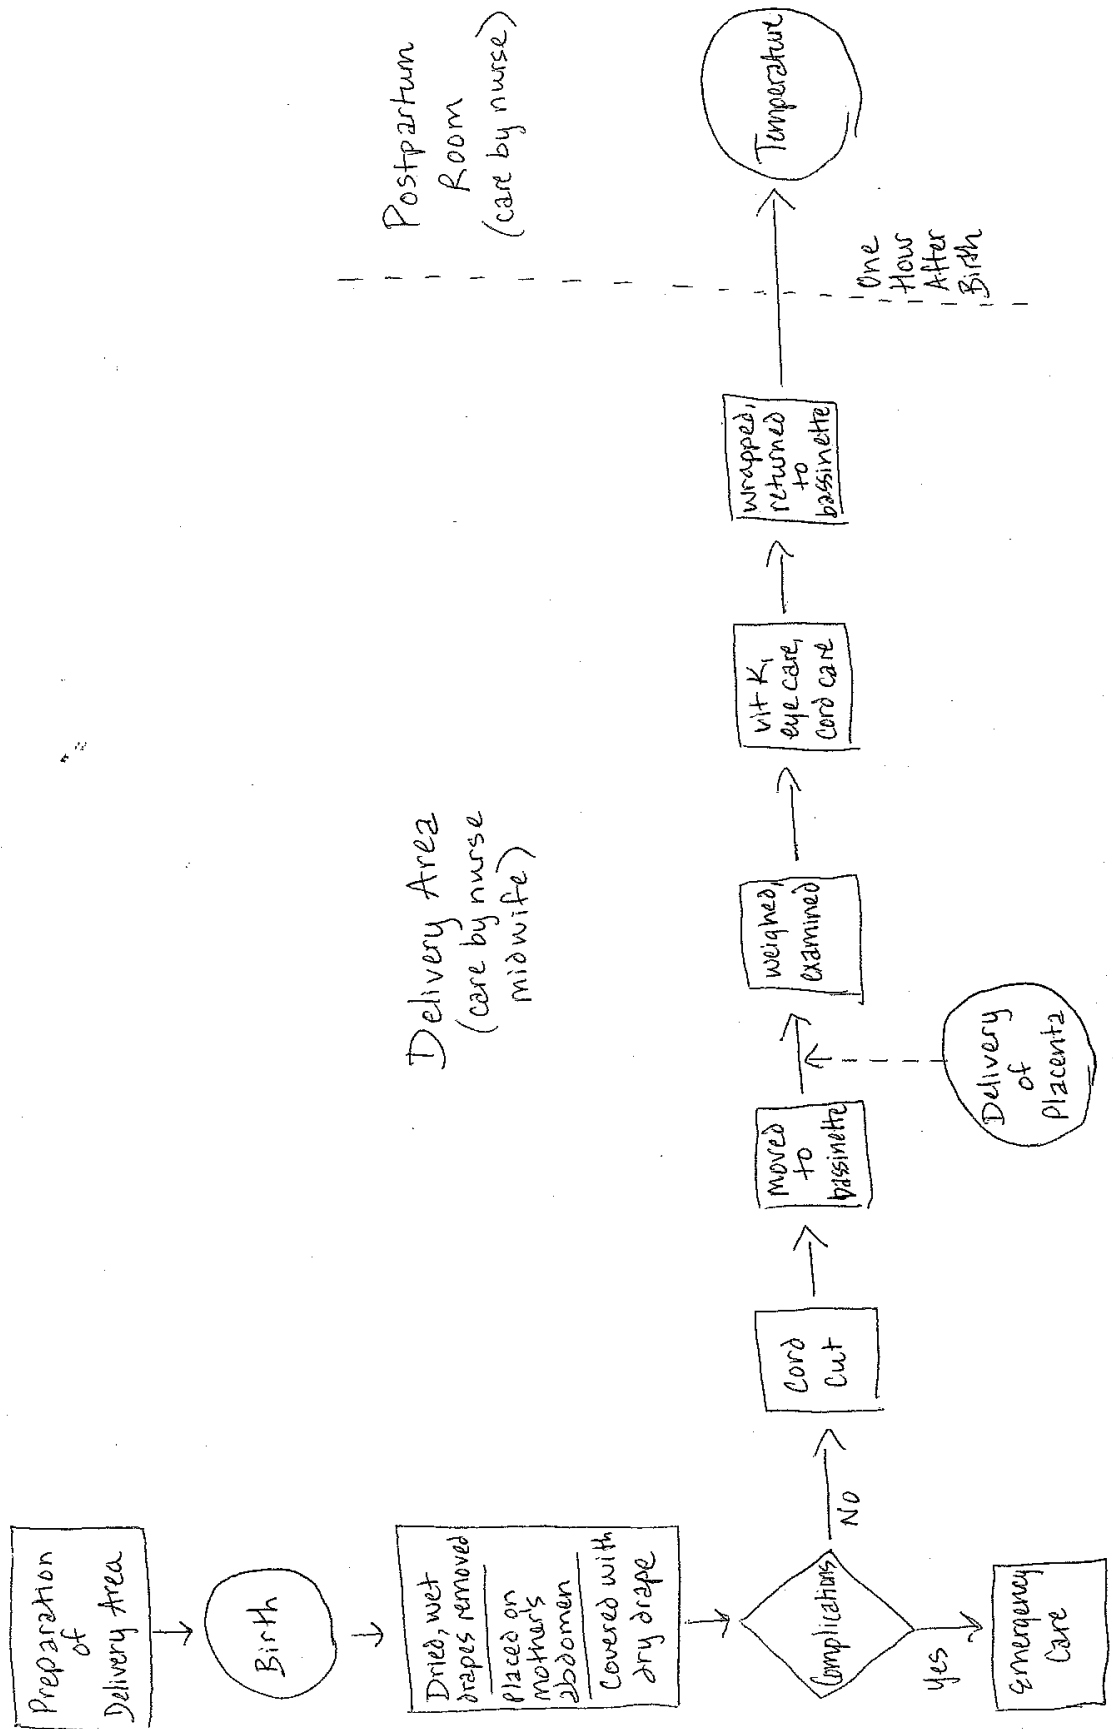 Preparation
of
Delivery Area
Birth
Dried, wet
drapes removed
Placed on
mother's
abdomen
Covered with
dry drape
Complications
Yes
Emergency
Care
No
Cord
Cut
Moved
to
bassinette
Delivery
of
Placenta
weighed,
examined
vit K,
eye care,
cord care
wrapped,
returned
to
bassinette
Delivery Area
(care by nurse
midwife)
One
Hour
After
Birth
Postpartum
Room
(care by nurse)
Temperature